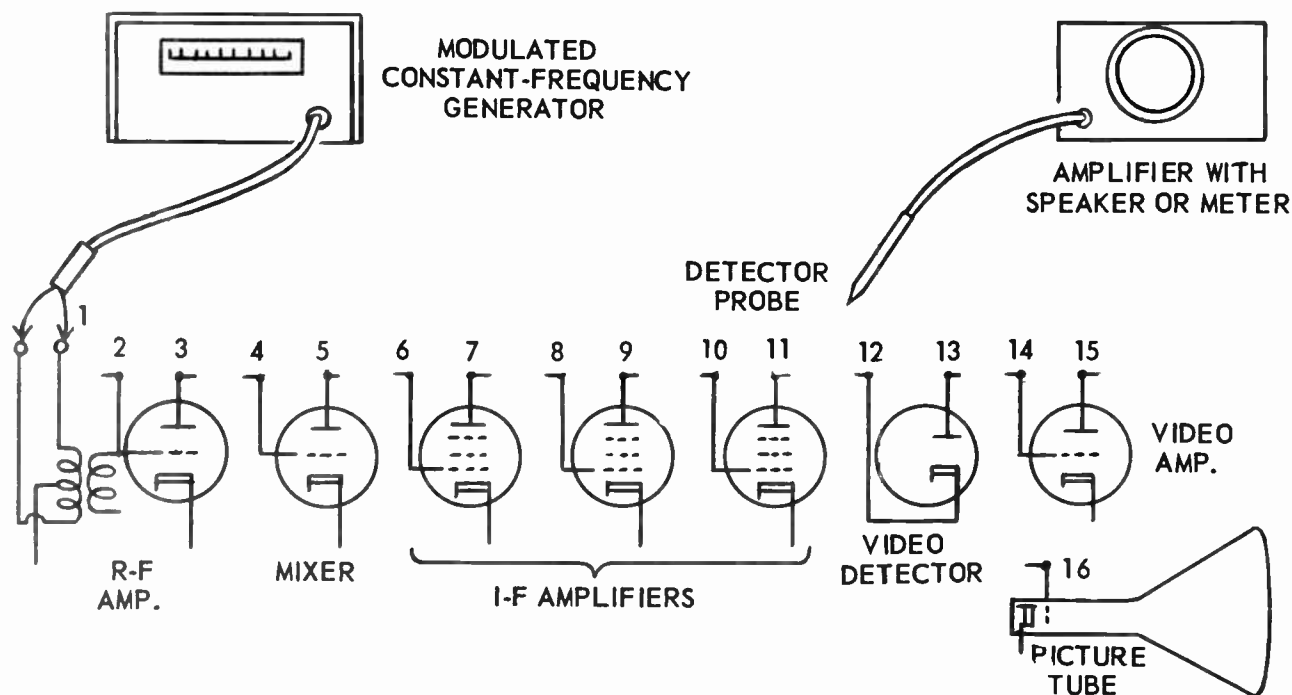 MODULATED
CONSTANT-FREQUENCY
GENERATOR
AMPLIFIER WITH
SPEAKER OR METER
DETECTOR
PROBE
1
2 3 4 5 6 7 8 9 10 11 12 13 14 15
VIDEO
AMP.
R-F
AMP.
MIXER
I-F AMPLIFIERS
VIDEO
DETECTOR
16
PICTURE
TUBE